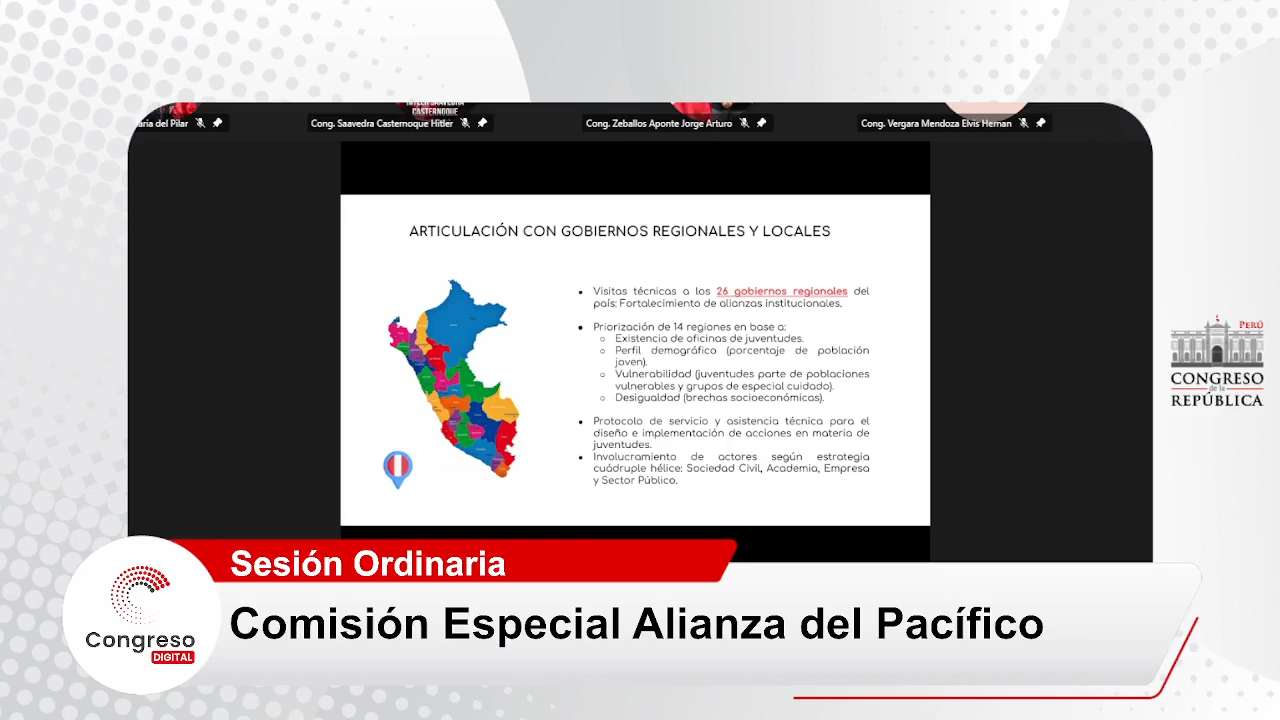 aria del Pilar
Cong. Saavedra Casternoque Hitler
Cong. Zeballos Aponte Jorge Arturo
Cong. Vergara Mendoza Elvis Hernan
CASTERNOQUE
ARTICULACIÓN CON GOBIERNOS REGIONALES Y LOCALES
• Visitas técnicas a los 26 gobiernos regionales del
país: Fortalecimiento de alianzas institucionales.
• Priorización de 14 regiones en base a:
○ Existencia de oficinas de juventudes.
○ Perfil demográfico (porcentaje de población
joven).
○ Vulnerabilidad (juventudes parte de poblaciones
vulnerables y grupos de especial cuidado).
○ Desigualdad (brechas socioeconómicas).
• Protocolo de servicio y asistencia técnica para el
diseño e implementación de acciones en materia de
juventudes.
• Involucramiento de actores según estrategia
cuádruple hélice: Sociedad Civil, Academia, Empresa
y Sector Público.
PERÚ
CONGRESO
de la
REPÚBLICA
Sesión Ordinaria
Comisión Especial Alianza del Pacífico
Congreso
DIGITAL